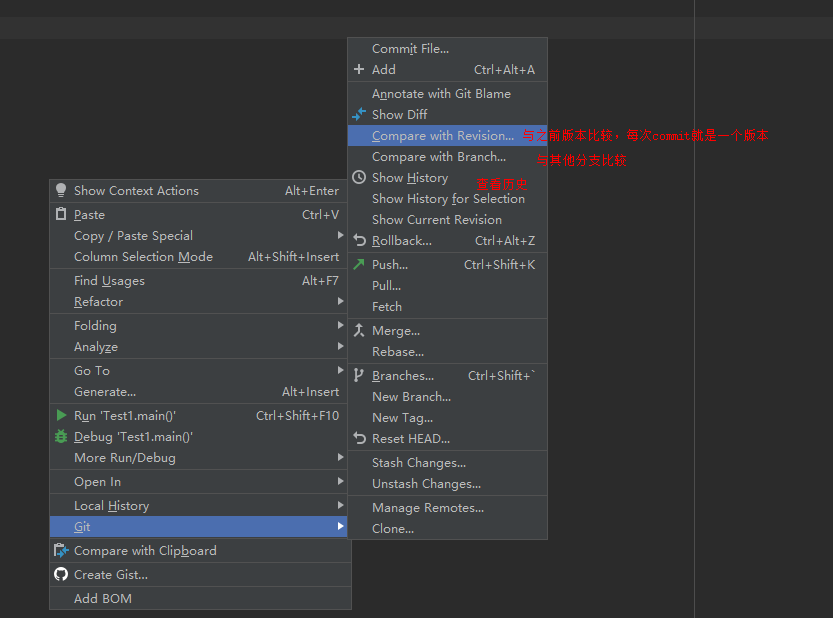 Commit File...
Add Ctrl+Alt+A
Annotate with Git Blame
Show Diff
Compare with Revision... 与之前版本比较，每次commit就是一个版本
Compare with Branch... 与其他分支比较
Show History 查看历史
Show History for Selection
Show Current Revision
Rollback... Ctrl+Alt+Z
Push... Ctrl+Shift+K
Pull...
Fetch
Merge...
Rebase...
Branches... Ctrl+Shift+`
New Branch...
New Tag...
Reset HEAD...
Stash Changes...
Unstash Changes...
Manage Remotes...
Clone...
Show Context Actions Alt+Enter
Paste Ctrl+V
Copy / Paste Special
Column Selection Mode Alt+Shift+Insert
Find Usages Alt+F7
Refactor
Folding
Analyze
Go To
Generate... Alt+Insert
Run 'Test1.main()' Ctrl+Shift+F10
Debug 'Test1.main()'
More Run/Debug
Open In
Local History
Git
Compare with Clipboard
Create Gist...
Add BOM